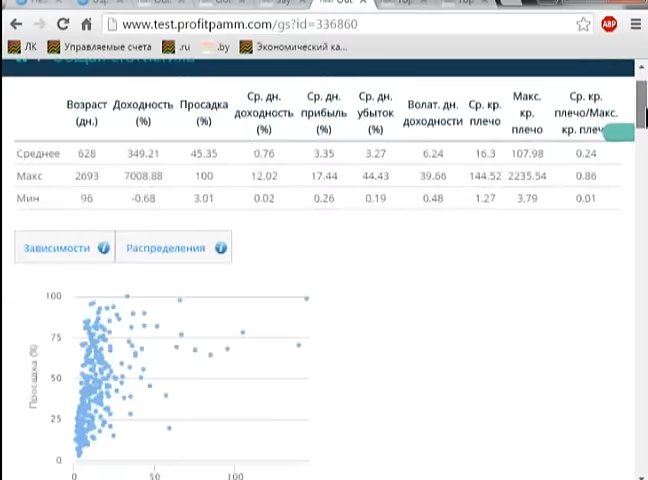 www.test.profitpamm.com/gs?id=336860
ABP
ЛК Управляемые счета .ru .by Экономический ка...
Возраст (дн.) Доходность (%) Просадка (%) Ср. дн. доходность (%) Ср. дн. прибыль (%) Ср. дн. убыток (%) Волат. дн. доходности Ср. кр. плечо Макс. кр. плечо Ср. кр. плечо/Макс. кр. плечо
Среднее 628 349.21 45.35 0.76 3.35 3.27 6.24 16.3 107.98 0.24
Макс 2693 7008.88 100 12.02 17.44 44.43 39.66 144.52 2235.54 0.86
Мин 96 -0.68 3.01 0.02 0.26 0.19 0.48 1.27 3.79 0.01
Зависимости Распределения
100
75
50
25
0
Просадка (%)
0 50 100